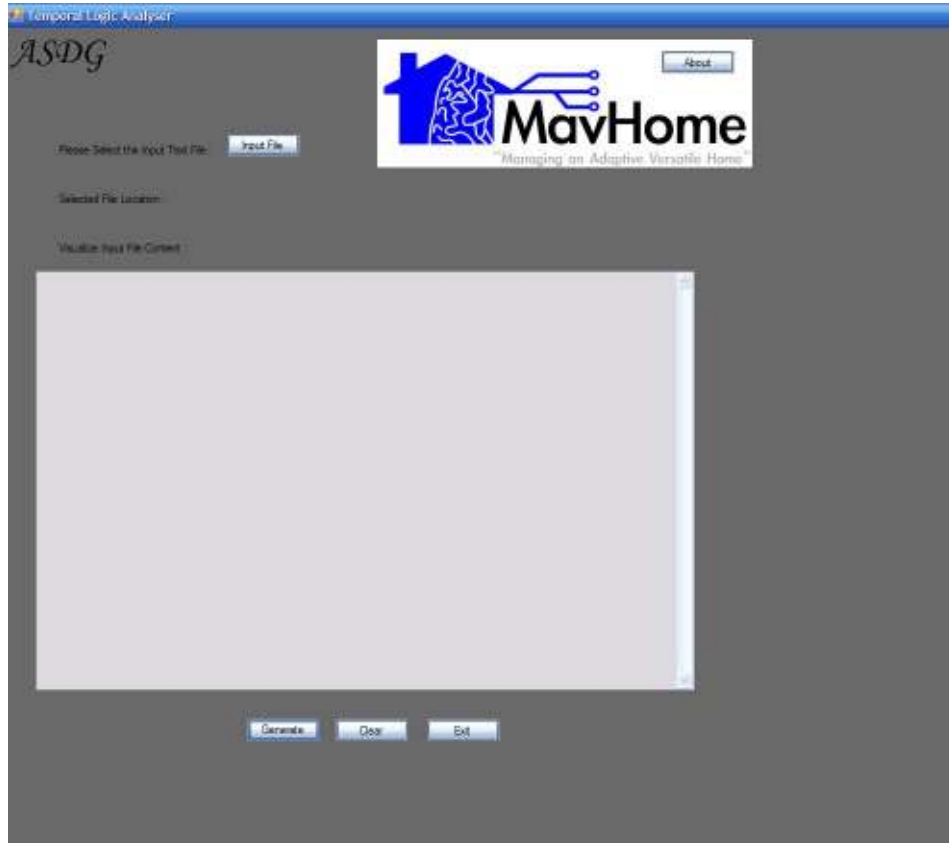 Temporal Logic Analyser
ASDG
About
MavHome
"Managing an Adaptive Versatile Home"
Please Select the Input Text File:
Input File
Selected File Location :
Visualize Input File Content :
Generate
Clear
Exit